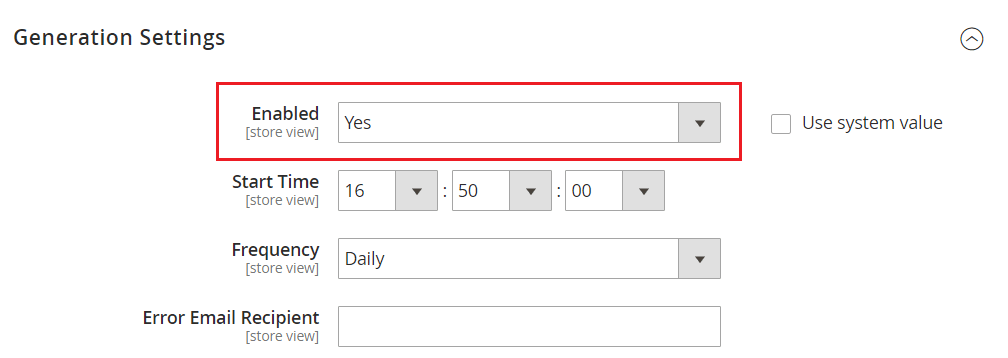 Generation Settings
Enabled Yes Use system value
[store view]
Start Time 16 : 50 : 00
[store view]
Frequency Daily
[store view]
Error Email Recipient
[store view]